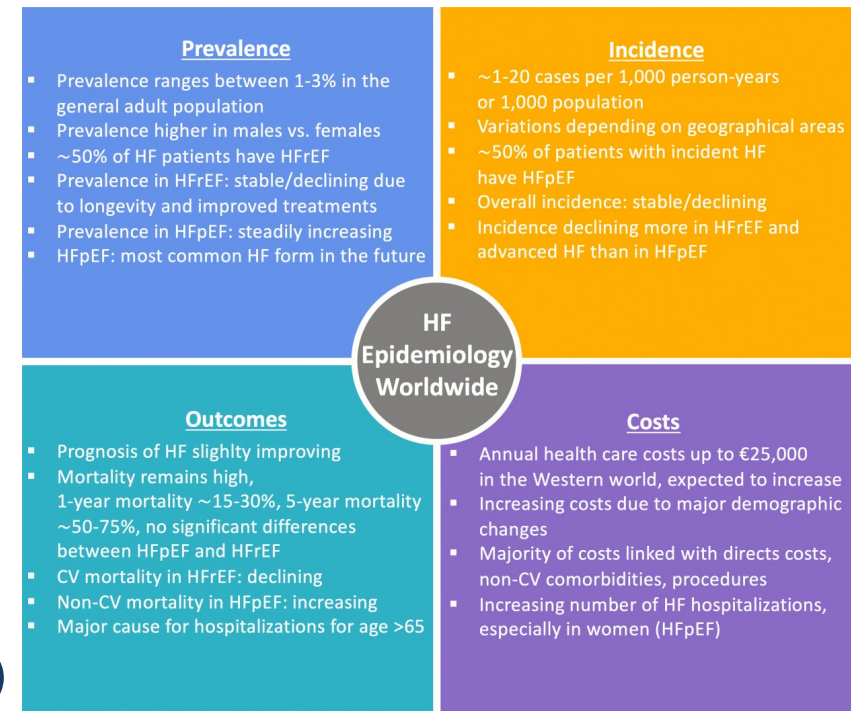 Prevalence
▪ Prevalence ranges between 1-3% in the
general adult population
▪ Prevalence higher in males vs. females
▪ ~50% of HF patients have HFrEF
▪ Prevalence in HFrEF: stable/declining due
to longevity and improved treatments
▪ Prevalence in HFpEF: steadily increasing
▪ HFpEF: most common HF form in the future
Incidence
▪ ~1-20 cases per 1,000 person-years
or 1,000 population
▪ Variations depending on geographical areas
▪ ~50% of patients with incident HF
have HFpEF
▪ Overall incidence: stable/declining
▪ Incidence declining more in HFrEF and
advanced HF than in HFpEF
HF
Epidemiology
Worldwide
Outcomes
▪ Prognosis of HF slighlty improving
▪ Mortality remains high,
1-year mortality ~15-30%, 5-year mortality
~50-75%, no significant differences
between HFpEF and HFrEF
▪ CV mortality in HFrEF: declining
▪ Non-CV mortality in HFpEF: increasing
▪ Major cause for hospitalizations for age >65
Costs
▪ Annual health care costs up to €25,000
in the Western world, expected to increase
▪ Increasing costs due to major demographic
changes
▪ Majority of costs linked with directs costs,
non-CV comorbidities, procedures
▪ Increasing number of HF hospitalizations,
especially in women (HFpEF)